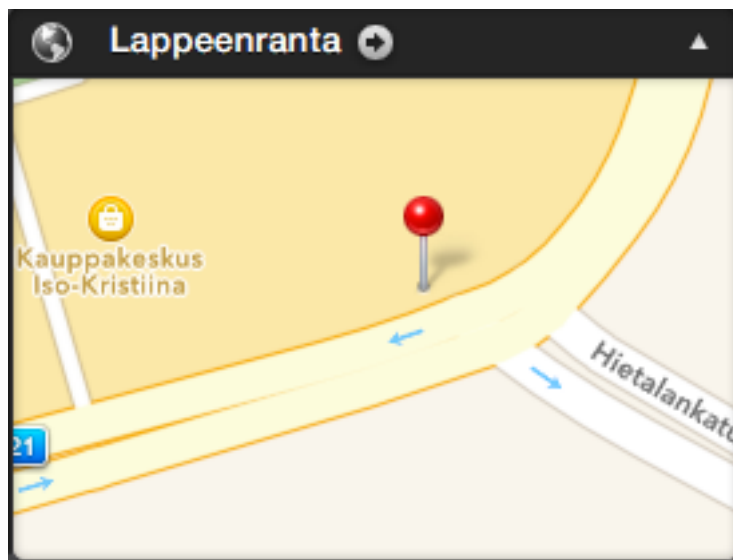 Lappeenranta
Kauppakeskus
Iso-Kristiina
Hietalankatu
21